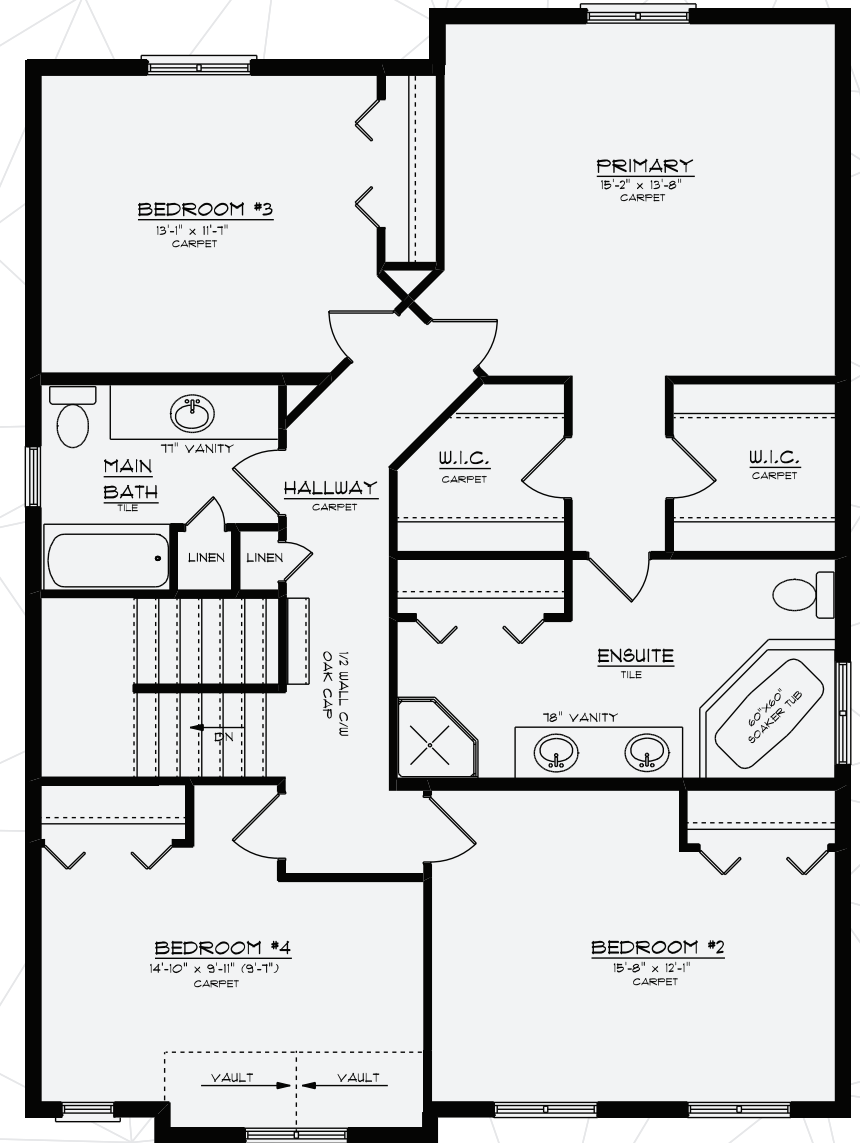 PRIMARY
15'-2" x 13'-8"
CARPET
BEDROOM #3
13'-1" x 11'-7"
CARPET
77" VANITY
MAIN
BATH
TILE
HALLWAY
CARPET
W.I.C.
CARPET
W.I.C.
CARPET
LINEN
LINEN
1/2 WALL C/W
OAK CAP
ENSUITE
TILE
60"X60"
SOAKER TUB
78" VANITY
DN
BEDROOM #4
14'-10" x 9'-11" (9'-7")
CARPET
BEDROOM #2
15'-8" x 12'-1"
CARPET
VAULT
VAULT